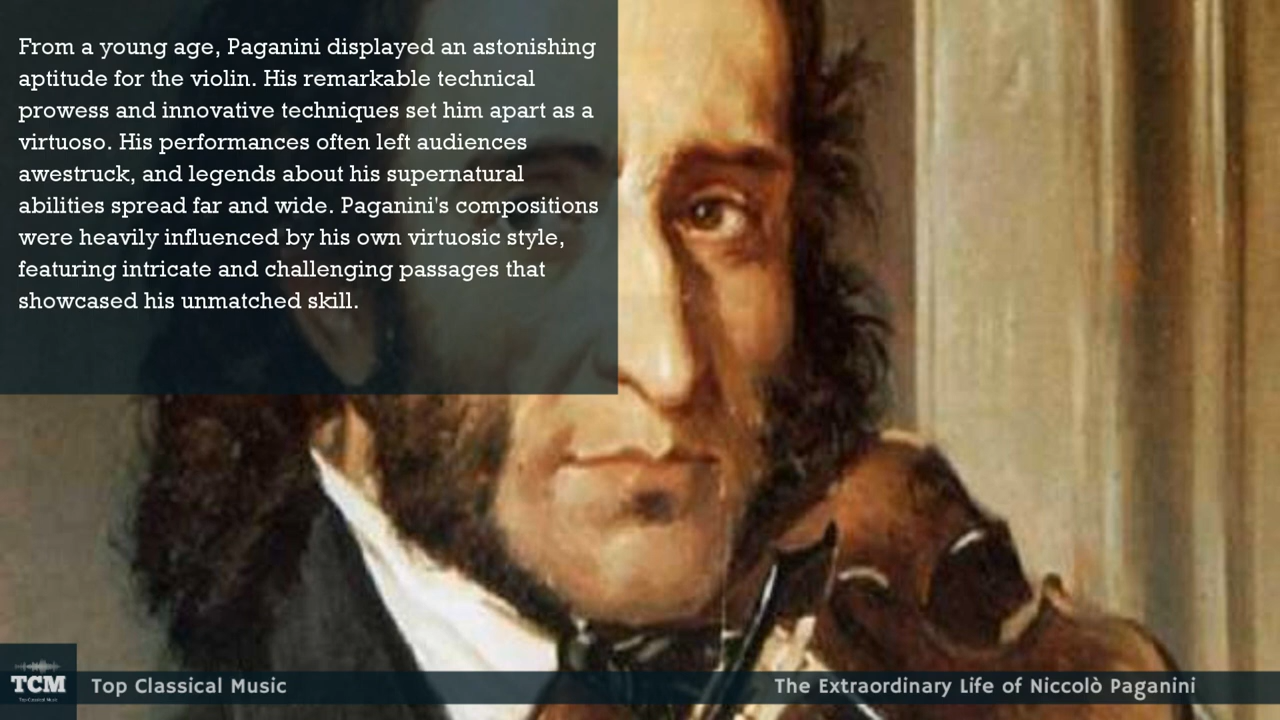 From a young age, Paganini displayed an astonishing
aptitude for the violin. His remarkable technical
prowess and innovative techniques set him apart as a
virtuoso. His performances often left audiences
awestruck, and legends about his supernatural
abilities spread far and wide. Paganini's compositions
were heavily influenced by his own virtuosic style,
featuring intricate and challenging passages that
showcased his unmatched skill.
TCM
Top Classical Music
Top Classical Music
The Extraordinary Life of Niccolò Paganini